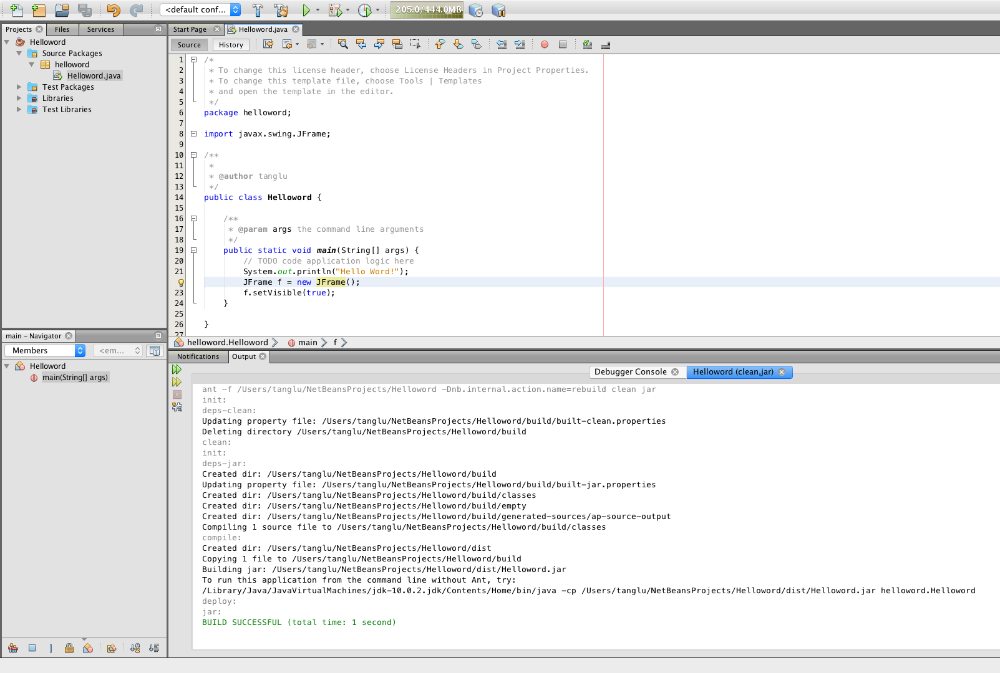 <default conf...
205.0/444.0MB
Projects
Files
Services
Helloword
Source Packages
helloword
Helloword.java
Test Packages
Libraries
Test Libraries
Start Page
Helloword.java
Source
History
1 /*
2 * To change this license header, choose License Headers in Project Properties.
3 * To change this template file, choose Tools | Templates
4 * and open the template in the editor.
5 */
6 package helloword;
7
8 import javax.swing.JFrame;
9
10 /**
11 *
12 * @author tanglu
13 */
14 public class Helloword {
15
16 /**
17 * @param args the command line arguments
18 */
19 public static void main(String[] args) {
20 // TODO code application logic here
21 System.out.println("Hello Word!");
JFrame f = new JFrame();
23 f.setVisible(true);
24 }
25
26 }
27
helloword.Helloword
main
f
main - Navigator
Members
<em...
Helloword
main(String[] args)
Notifications
Output
Debugger Console
Helloword (clean,jar)
ant -f /Users/tanglu/NetBeansProjects/Helloword -Dnb.internal.action.name=rebuild clean jar
init:
deps-clean:
Updating property file: /Users/tanglu/NetBeansProjects/Helloword/build/built-clean.properties
Deleting directory /Users/tanglu/NetBeansProjects/Helloword/build
clean:
init:
deps-jar:
Created dir: /Users/tanglu/NetBeansProjects/Helloword/build
Updating property file: /Users/tanglu/NetBeansProjects/Helloword/build/built-jar.properties
Created dir: /Users/tanglu/NetBeansProjects/Helloword/build/classes
Created dir: /Users/tanglu/NetBeansProjects/Helloword/build/empty
Created dir: /Users/tanglu/NetBeansProjects/Helloword/build/generated-sources/ap-source-output
Compiling 1 source file to /Users/tanglu/NetBeansProjects/Helloword/build/classes
compile:
Created dir: /Users/tanglu/NetBeansProjects/Helloword/dist
Copying 1 file to /Users/tanglu/NetBeansProjects/Helloword/build
Building jar: /Users/tanglu/NetBeansProjects/Helloword/dist/Helloword.jar
To run this application from the command line without Ant, try:
/Library/Java/JavaVirtualMachines/jdk-10.0.2.jdk/Contents/Home/bin/java -cp /Users/tanglu/NetBeansProjects/Helloword/dist/Helloword.jar helloword.Helloword
deploy:
jar:
BUILD SUCCESSFUL (total time: 1 second)